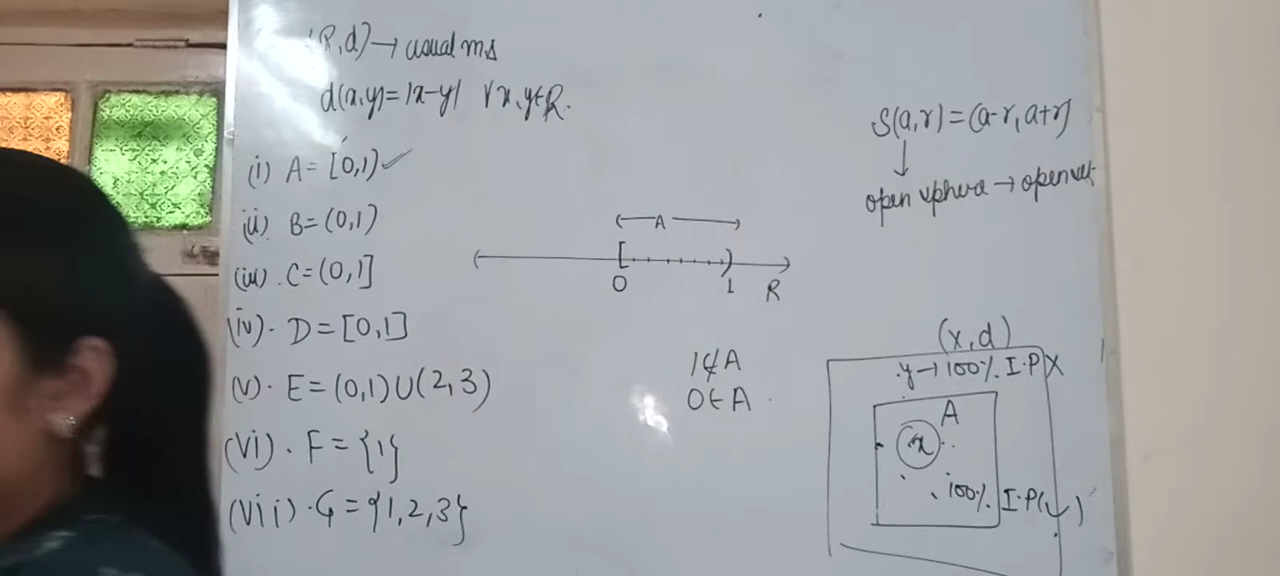 (R,d)→usual ms
d(x,y)=|x-y| ∀x,y∈R.
(i) A=[0,1)✓
(ii) B=(0,1)
(iii). C=(0,1]
(iv). D=[0,1]
(v). E=(0,1)∪(2,3)
(vi). F={1}
(vii). G={1,2,3}
A
0 1 R
1∉A
0∈A
S(a,r)=(a-r,a+r)
↓
open sphere→open set
(x,d)
y→100% I.P X
A
x
100% I.P(✓)